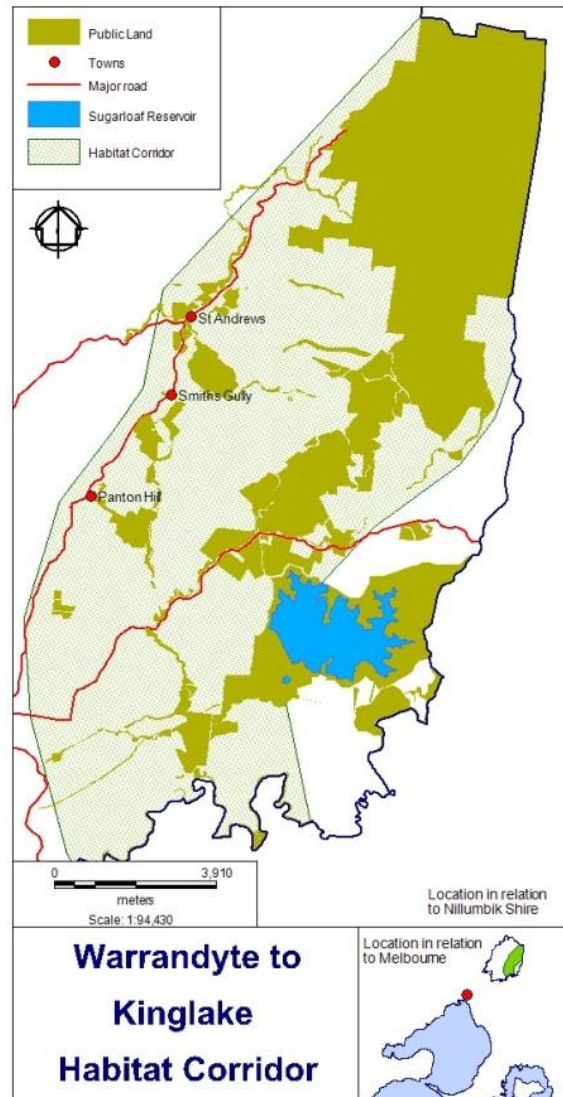 Public Land
Towns
Major road
Sugarloaf Reservoir
Habitat Corridor
St Andrews
Smiths Gully
Panton Hill
0 3,910
meters
Scale: 1:94,430
Location in relation
to Nillumbik Shire
Warrandyte to
Kinglake
Habitat Corridor
Location in relation
to Melbourne